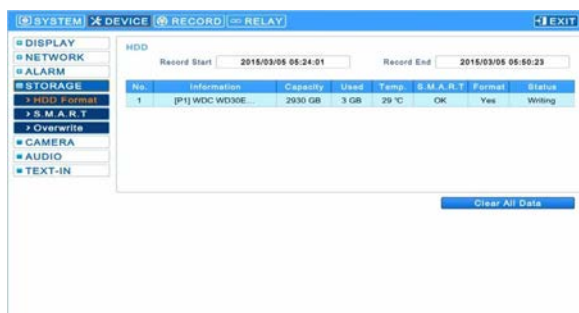 SYSTEM DEVICE RECORD RELAY EXIT
DISPLAY
NETWORK
ALARM
STORAGE
> HDD Format
> S.M.A.R.T
> Overwrite
CAMERA
AUDIO
TEXT-IN
HDD
Record Start 2015/03/05 05:24:01 Record End 2015/03/05 05:50:23
No. Information Capacity Used Temp. S.M.A.R.T Format Status
1 [P1] WDC WD30E... 2930 GB 3 GB 29 ℃ OK Yes Writing
Clear All Data